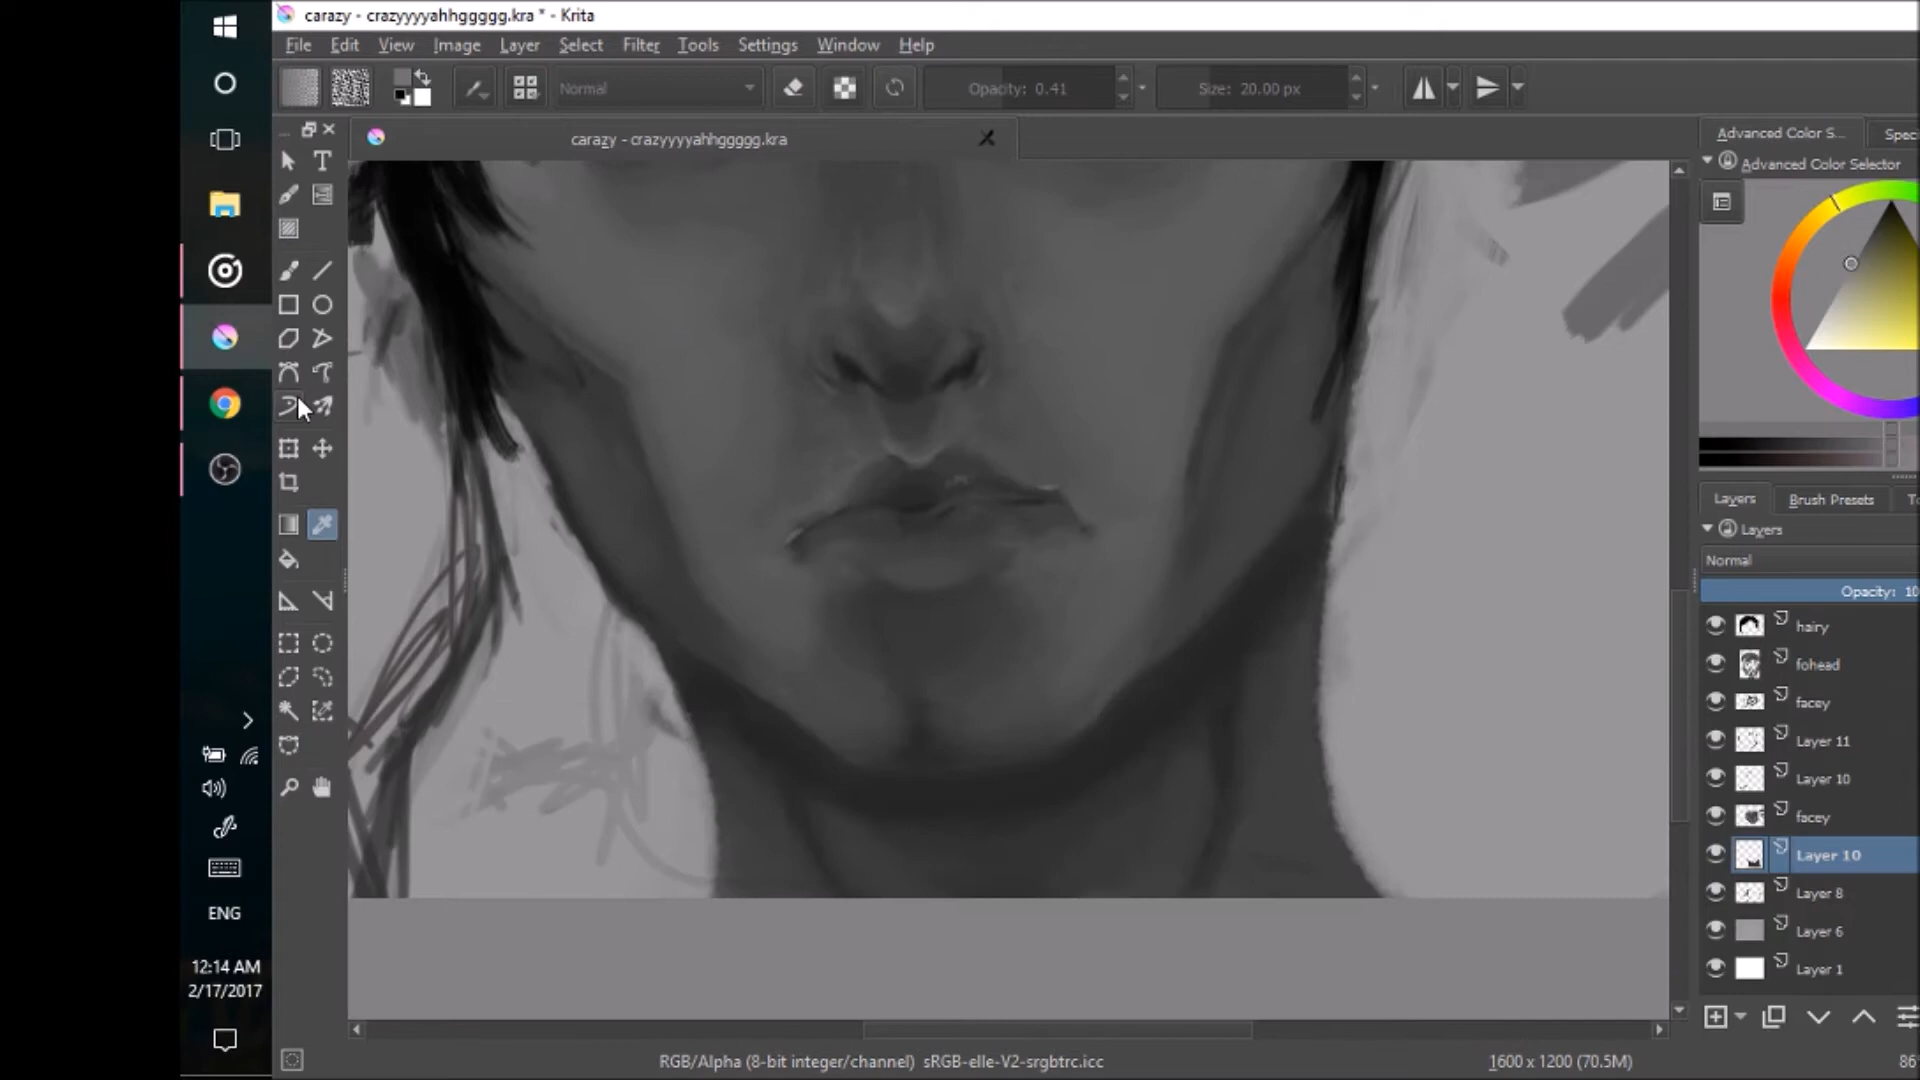 carazy - crazyyyyahhggggg.kra * - Krita
File Edit View Image Layer Select Filter Tools Settings Window Help
Normal Opacity: 0.41 Size: 20.00 px
carazy - crazyyyyahhggggg.kra
Advanced Color S... Spec
Advanced Color Selector
Layers Brush Presets To
Layers
Normal
Opacity: 10
hairy
fohead
facey
Layer 11
Layer 10
facey
Layer 10
Layer 8
Layer 6
Layer 1
ENG
12:14 AM
2/17/2017
RGB/Alpha (8-bit integer/channel) sRGB-elle-V2-srgbtrc.icc 1600 x 1200 (70.5M) 86